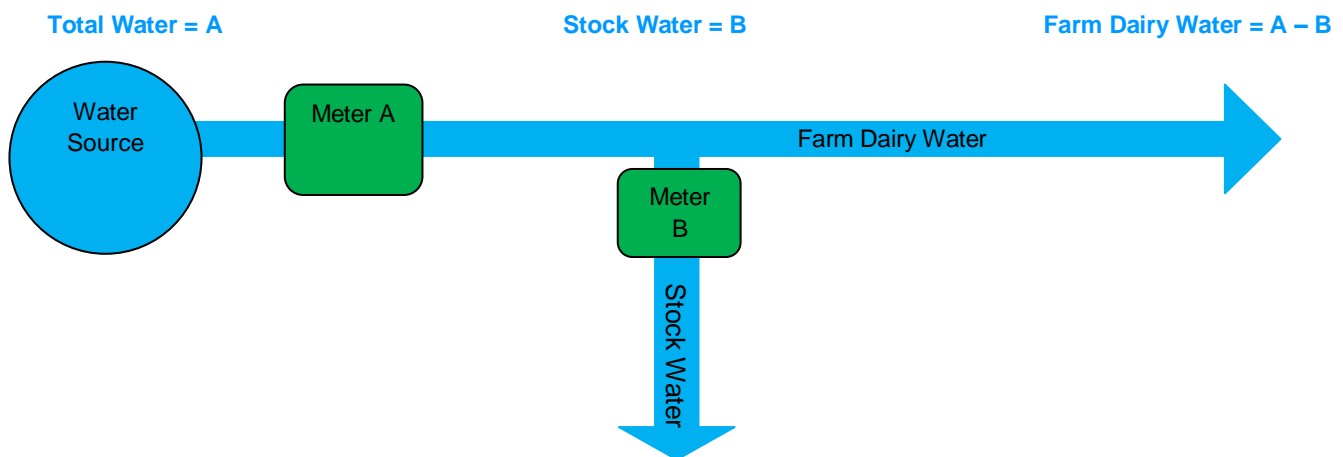 Total Water = A
Stock Water = B
Farm Dairy Water = A – B
Water
Source
Meter A
Farm Dairy Water
Meter
B
Stock Water